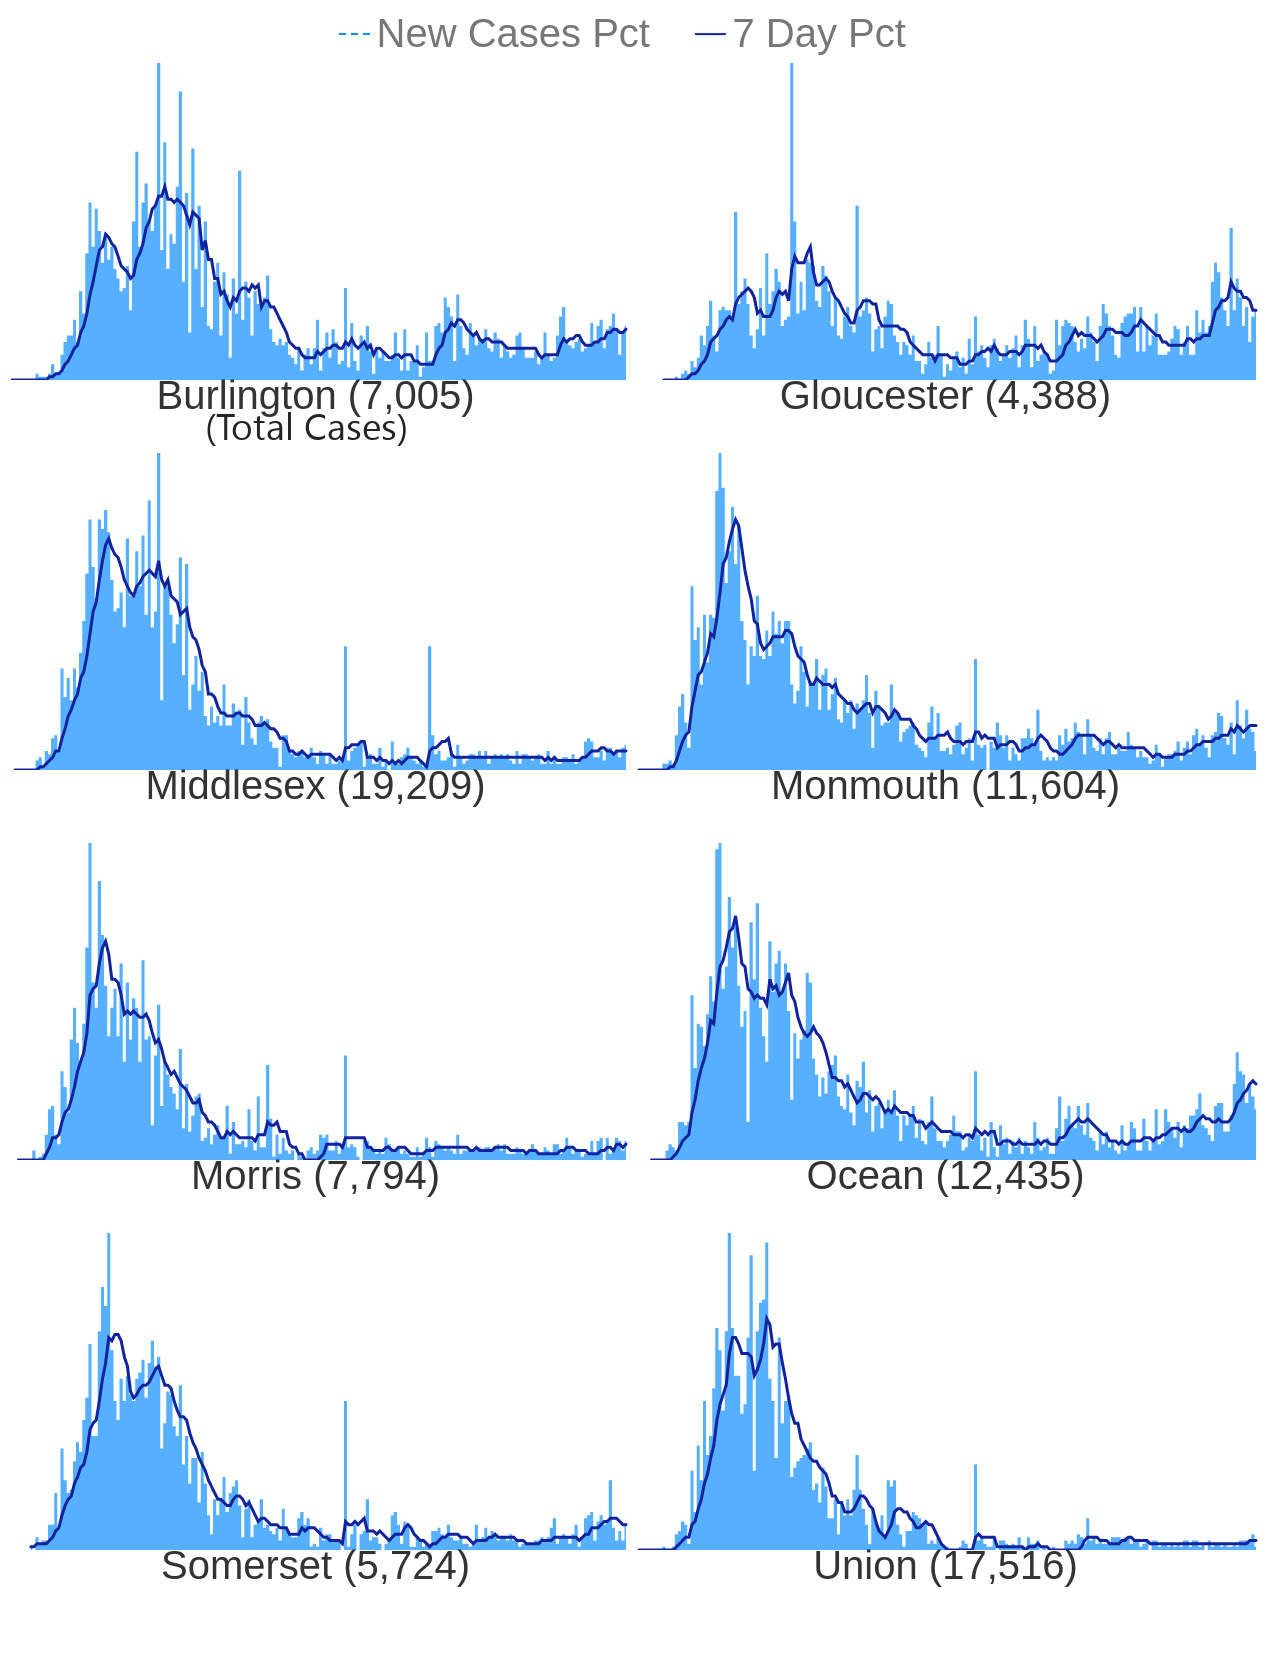 New Cases Pct 7 Day Pct
Burlington (7,005) Gloucester (4,388)
(Total Cases)
Middlesex (19,209) Monmouth (11,604)
Morris (7,794) Ocean (12,435)
Somerset (5,724) Union (17,516)